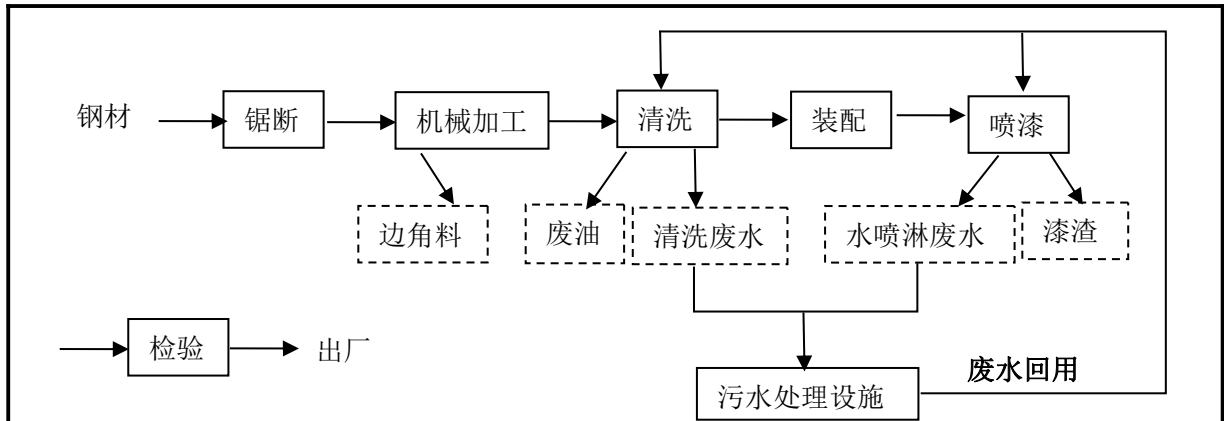 钢材
锯断
机械加工
清洗
装配
喷漆
边角料
废油
清洗废水
水喷淋废水
漆渣
检验
出厂
废水回用
污水处理设施